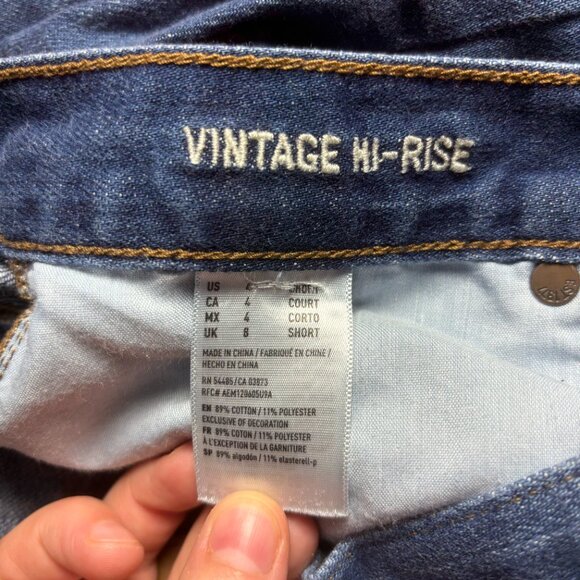 VINTAGE HI-RISE
US 4 SHORT
CA 4 COURT
MX 4 CORTO
UK 8 SHORT
MADE IN CHINA / FABRIQUÉ EN CHINE /
HECHO EN CHINA
RN 54485 / CA 03873
RFC# AEM120605U9A
EN 89% COTTON / 11% POLYESTER
EXCLUSIVE OF DECORATION
FR 89% COTON / 11% POLYESTER
À L'EXCEPTION DE LA GARNITURE
SP 89% algodón / 11% elasterell-p